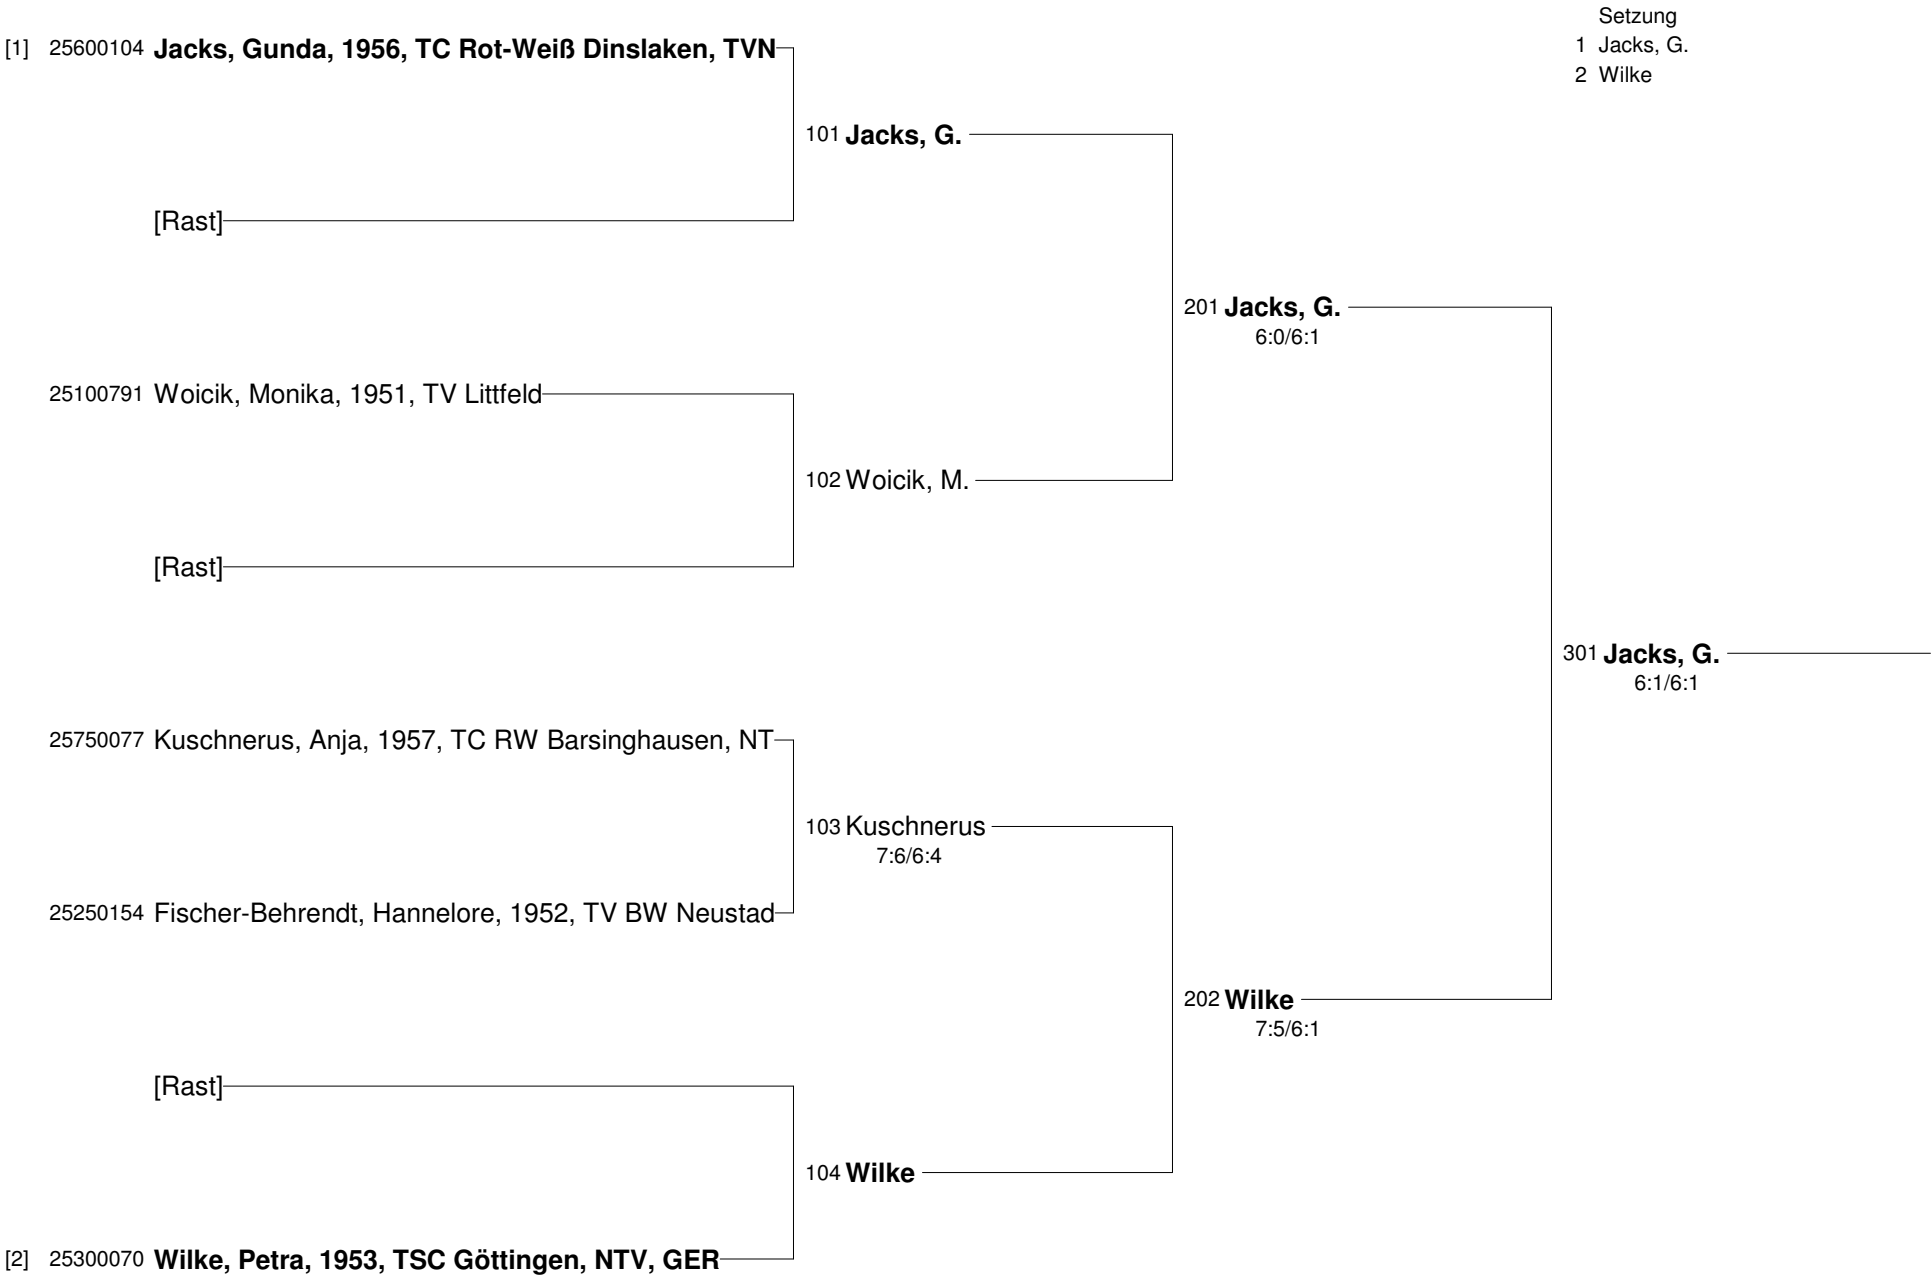 Setzung
1 Jacks, G.
2 Wilke
[1] 25600104 Jacks, Gunda, 1956, TC Rot-Weiß Dinslaken, TVN
101 Jacks, G.
[Rast]
201 Jacks, G.
6:0/6:1
25100791 Woicik, Monika, 1951, TV Littfeld
102 Woicik, M.
[Rast]
301 Jacks, G.
6:1/6:1
25750077 Kuschnerus, Anja, 1957, TC RW Barsinghausen, NT
103 Kuschnerus
7:6/6:4
25250154 Fischer-Behrendt, Hannelore, 1952, TV BW Neustad
202 Wilke
7:5/6:1
[Rast]
104 Wilke
[2] 25300070 Wilke, Petra, 1953, TSC Göttingen, NTV, GER